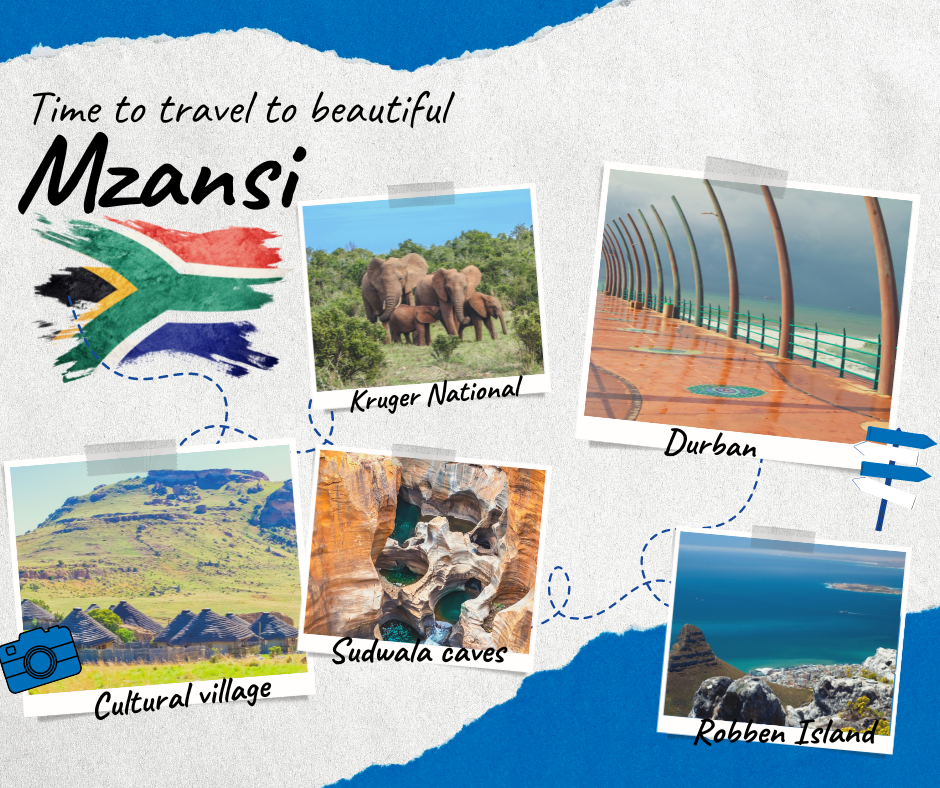 Time to travel to beautiful
Mzansi
Kruger National
Durban
Cultural village
Sudwala caves
Robben Island